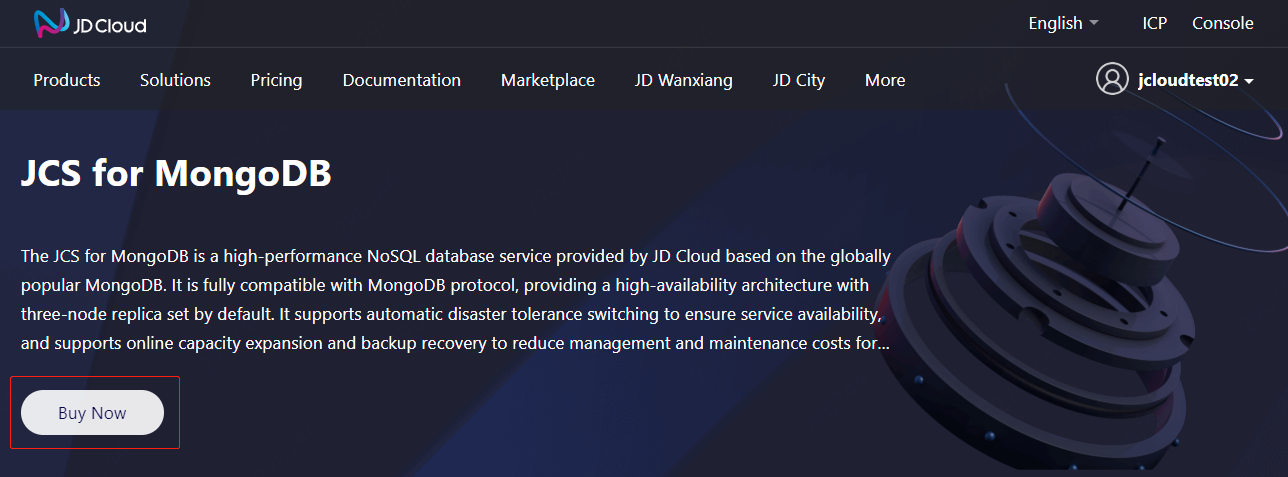 JD Cloud
English
ICP
Console
Products
Solutions
Pricing
Documentation
Marketplace
JD Wanxiang
JD City
More
jcloudtest02
JCS for MongoDB
The JCS for MongoDB is a high-performance NoSQL database service provided by JD Cloud based on the globally
popular MongoDB. It is fully compatible with MongoDB protocol, providing a high-availability architecture with
three-node replica set by default. It supports automatic disaster tolerance switching to ensure service availability,
and supports online capacity expansion and backup recovery to reduce management and maintenance costs for...
Buy Now